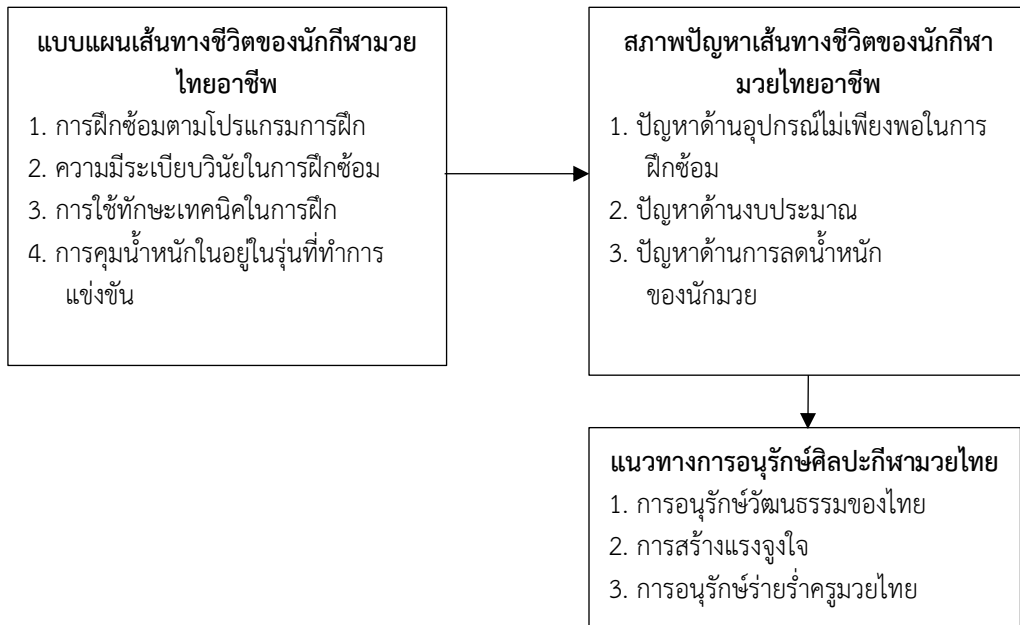 แบบแผนเส้นทางชีวิตของนักกีฬามวย
ไทยอาชีพ
1. การฝึกซ้อมตามโปรแกรมการฝึก
2. ความมีระเบียบวินัยในการฝึกซ้อม
3. การใช้ทักษะเทคนิคในการฝึก
4. การคุมน้ำหนักในอยู่ในรุ่นที่ทำการ
แข่งขัน
สภาพปัญหาเส้นทางชีวิตของนักกีฬา
มวยไทยอาชีพ
1. ปัญหาด้านอุปกรณ์ไม่เพียงพอในการ
ฝึกซ้อม
2. ปัญหาด้านงบประมาณ
3. ปัญหาด้านการลดน้ำหนัก
ของนักมวย
แนวทางการอนุรักษ์ศิลปะกีฬามวยไทย
1. การอนุรักษ์วัฒนธรรมของไทย
2. การสร้างแรงจูงใจ
3. การอนุรักษ์ร่ายร่ำครูมวยไทย